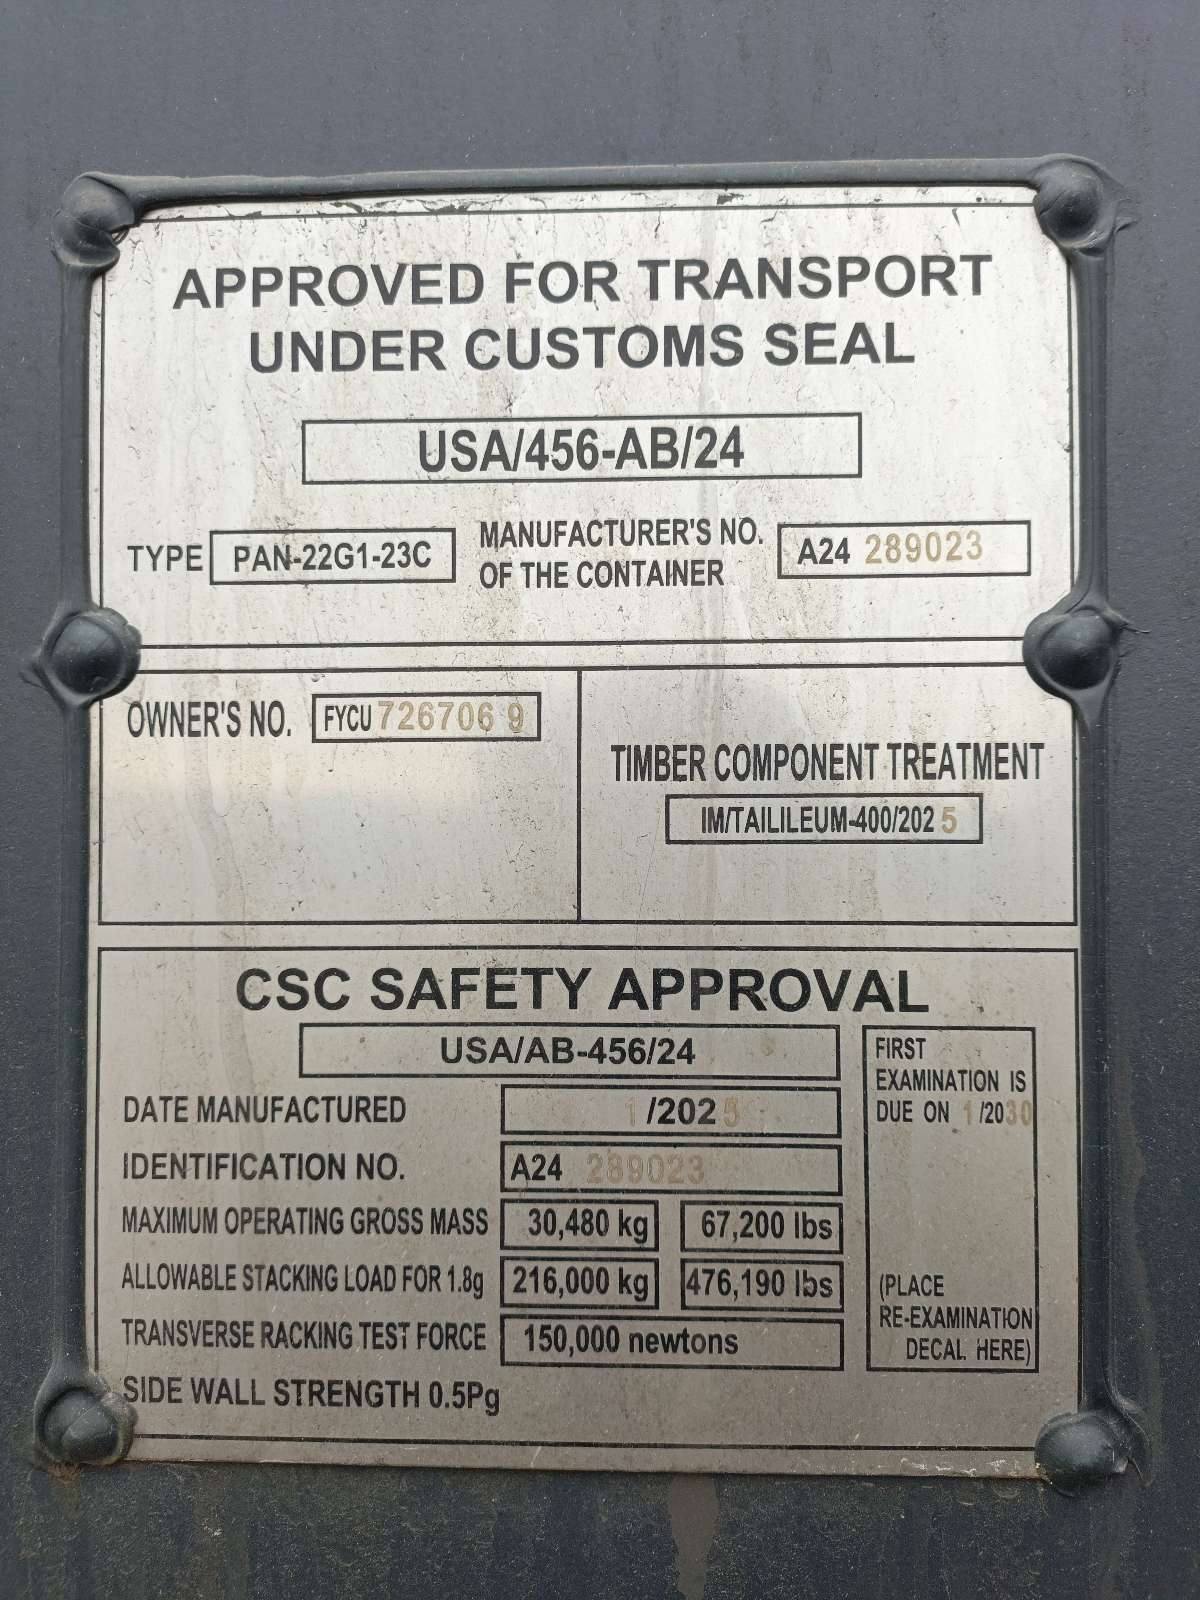 APPROVED FOR TRANSPORT
UNDER CUSTOMS SEAL
USA/456-AB/24
TYPE PAN-22G1-23C
MANUFACTURER'S NO.
OF THE CONTAINER
A24 289023
OWNER'S NO. FYCU 726706 9
TIMBER COMPONENT TREATMENT
IM/TAILILEUM-400/2025
CSC SAFETY APPROVAL
USA/AB-456/24
DATE MANUFACTURED 1/2025
IDENTIFICATION NO. A24 289023
MAXIMUM OPERATING GROSS MASS 30,480 kg 67,200 lbs
ALLOWABLE STACKING LOAD FOR 1.8g 216,000 kg 476,190 lbs
TRANSVERSE RACKING TEST FORCE 150,000 newtons
SIDE WALL STRENGTH 0.5Pg
FIRST
EXAMINATION IS
DUE ON 1/2030
(PLACE
RE-EXAMINATION
DECAL HERE)